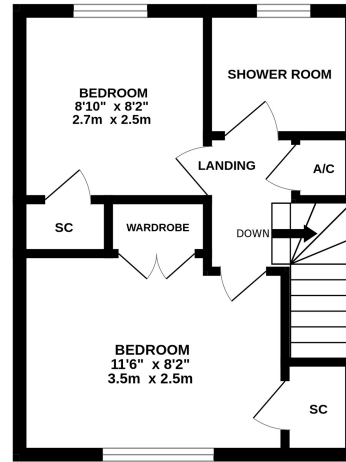 BEDROOM
8'10" x 8'2"
2.7m x 2.5m
SHOWER ROOM
LANDING
A/C
SC
WARDROBE
DOWN
BEDROOM
11'6" x 8'2"
3.5m x 2.5m
SC